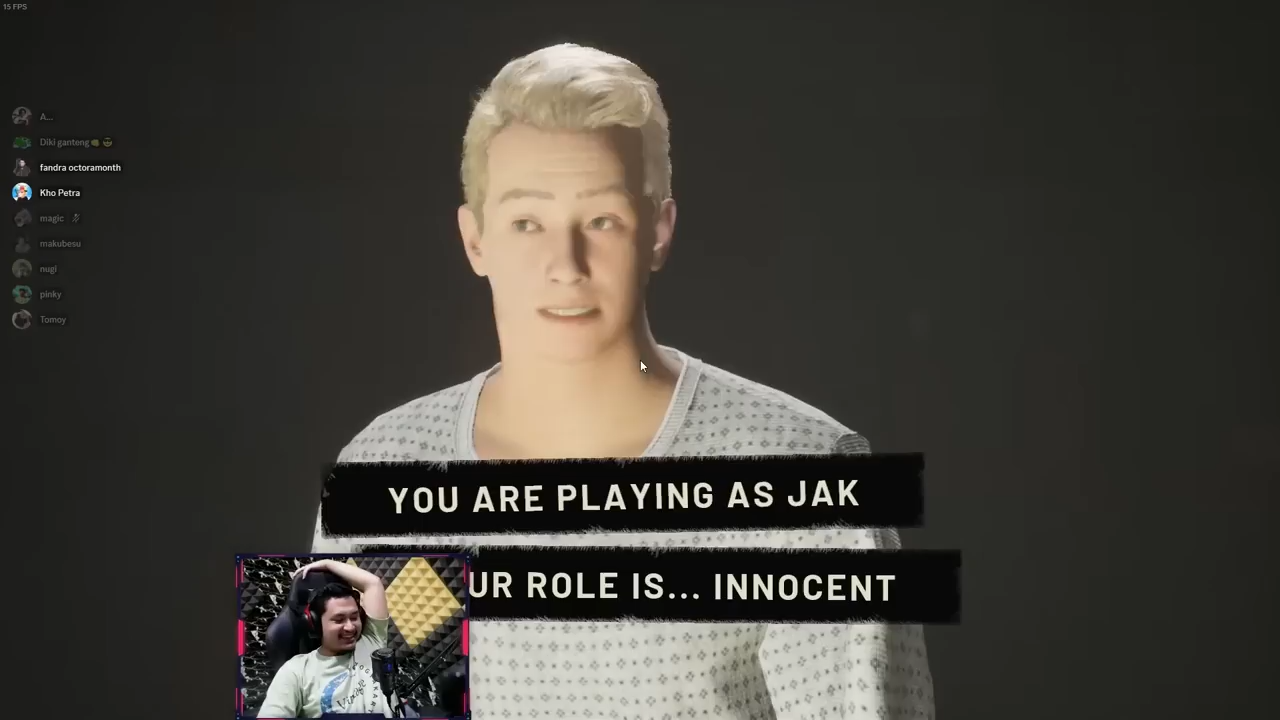 15 FPS
A...
Diki ganteng
fandra octoramonth
Kho Petra
magic
makubesu
nugi
pinky
Tomoy
YOU ARE PLAYING AS JAK
UR ROLE IS... INNOCENT